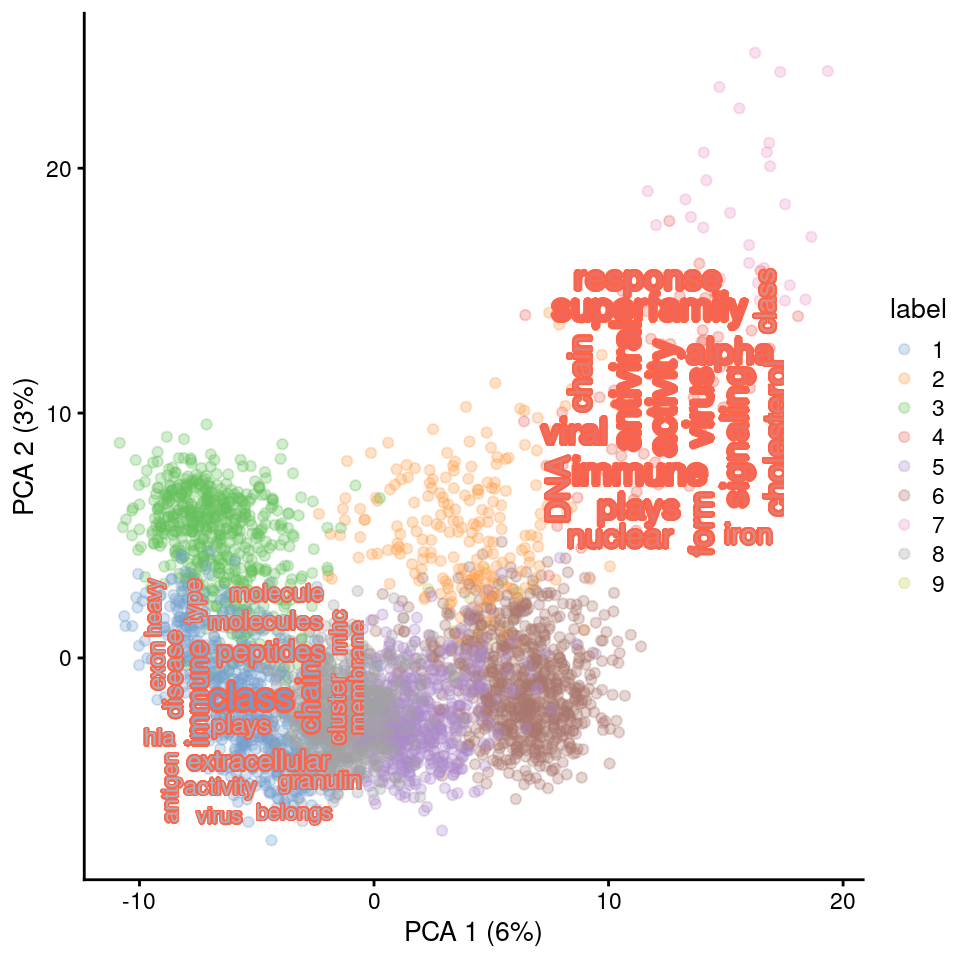 20
10
0
-10
0
10
20
PCA 1 (6%)
PCA 2 (3%)
response
superfamily
class
chain
antiviral
activity
alpha
virus
signaling
cholesterol
viral
immune
DNA
plays
form
nuclear
iron
heavy
type
molecule
molecules
mhc
exon
disease
immune
peptides
membrane
class
chains
cluster
plays
hla
extracellular
antigen
activity
granulin
virus
belongs
label
1
2
3
4
5
6
7
8
9